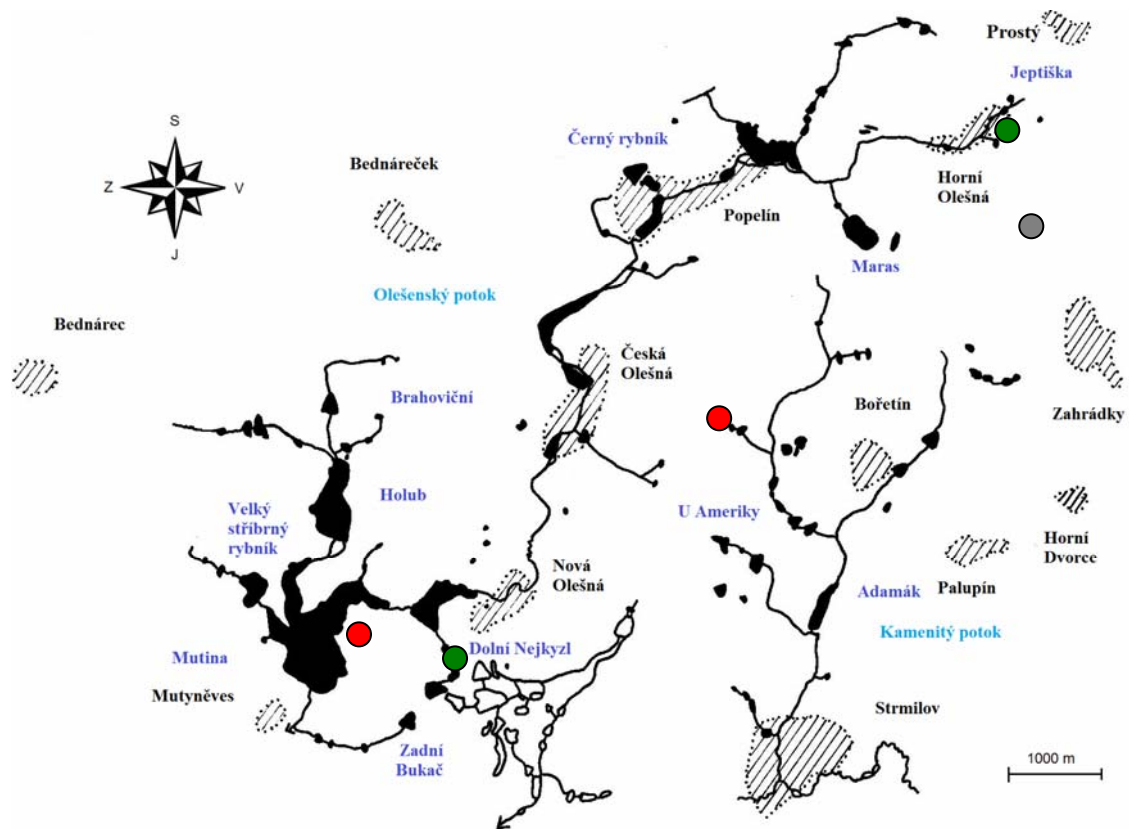 Prostý
Jeptiška
S
Z
V
J
Černý rybník
Bednáreček
Horní
Olešná
Popelín
Maras
Olešenský potok
Bednárec
Česká
Olešná
Brahoviční
Bořetín
Zahrádky
Holub
U Ameriky
Velký
stříbrný
rybník
Nová
Olešná
Horní
Dvorce
Palupín
Adamák
Kamenitý potok
Mutina
Dolní Nejkyzl
Mutyněves
Strmilov
Zadní
Bukač
1000 m